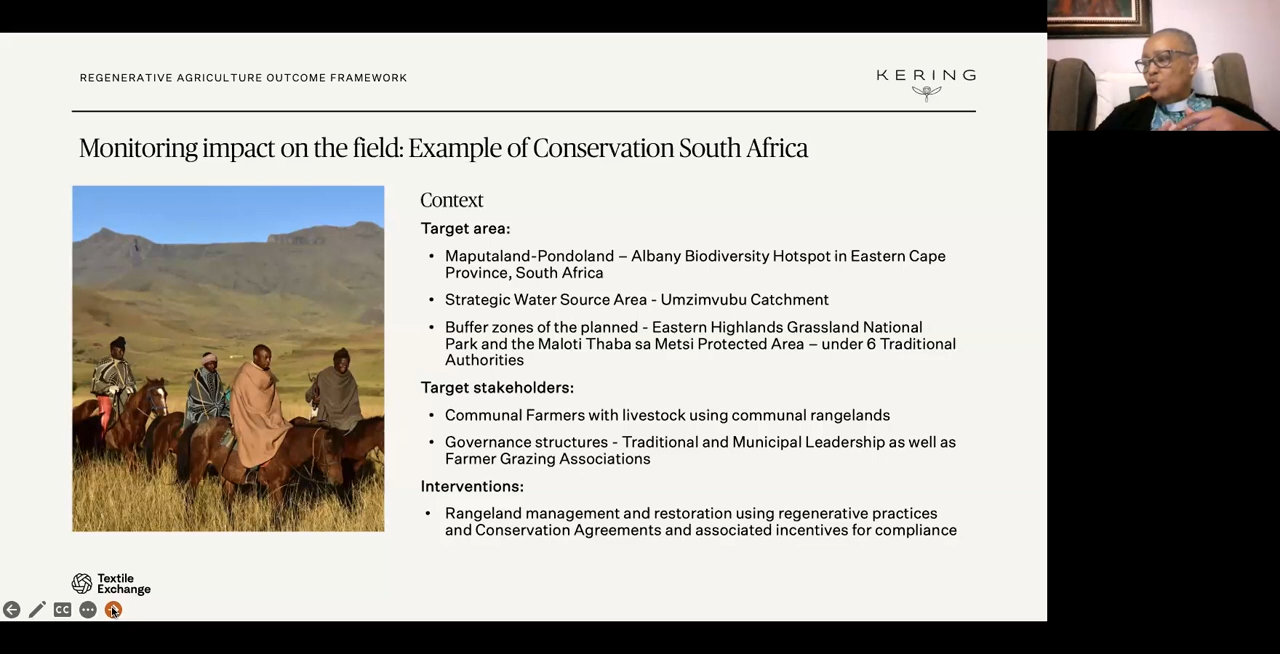 REGENERATIVE AGRICULTURE OUTCOME FRAMEWORK
KERING
Monitoring impact on the field: Example of Conservation South Africa
Context
Target area:
• Maputaland-Pondoland – Albany Biodiversity Hotspot in Eastern Cape
Province, South Africa
• Strategic Water Source Area - Umzimvubu Catchment
• Buffer zones of the planned - Eastern Highlands Grassland National
Park and the Maloti Thaba sa Metsi Protected Area – under 6 Traditional
Authorities
Target stakeholders:
• Communal Farmers with livestock using communal rangelands
• Governance structures - Traditional and Municipal Leadership as well as
Farmer Grazing Associations
Interventions:
• Rangeland management and restoration using regenerative practices
and Conservation Agreements and associated incentives for compliance
Textile
Exchange
CC